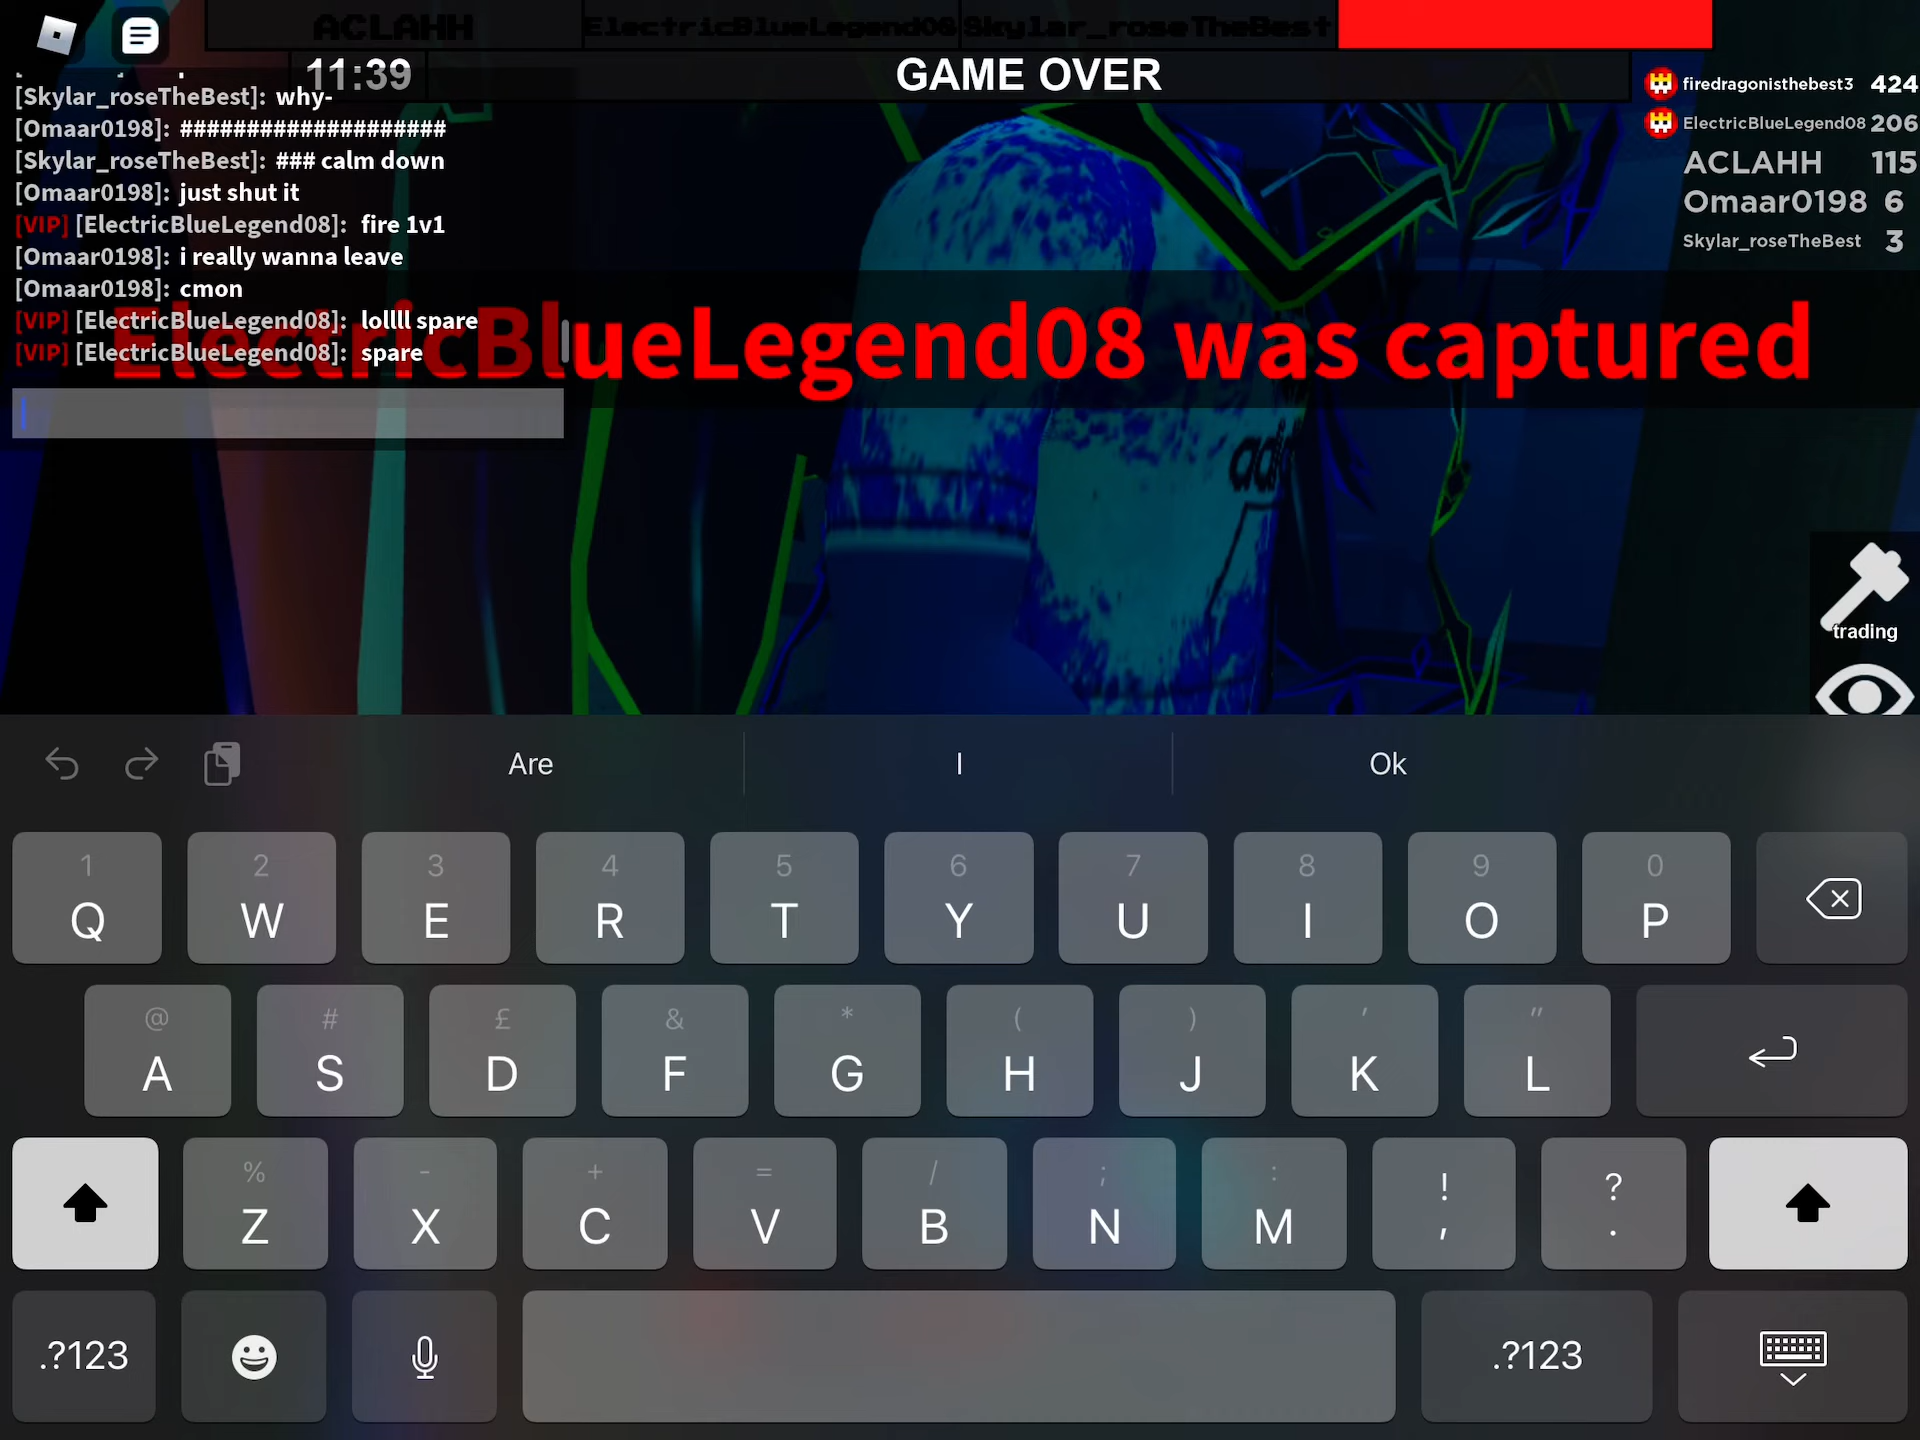 ACLAHH
ElectricBlueLegend08
Skylar_roseTheBest
11:39
GAME OVER
[Skylar_roseTheBest]: why-
[Omaar0198]: ####################
[Skylar_roseTheBest]: ### calm down
[Omaar0198]: just shut it
[VIP] [ElectricBlueLegend08]: fire 1v1
[Omaar0198]: i really wanna leave
[Omaar0198]: cmon
[VIP] [ElectricBlueLegend08]: lollll spare
[VIP] [ElectricBlueLegend08]: spare
firedragonisthebest3 424
ElectricBlueLegend08 206
ACLAHH 115
Omaar0198 6
Skylar_roseTheBest 3
ElectricBlueLegend08 was captured
trading
Are I Ok
1 2 3 4 5 6 7 8 9 0
Q W E R T Y U I O P
@ # £ & * ( ) ' "
A S D F G H J K L
% - + = / ; : ! ?
Z X C V B N M , .
.?123 .?123